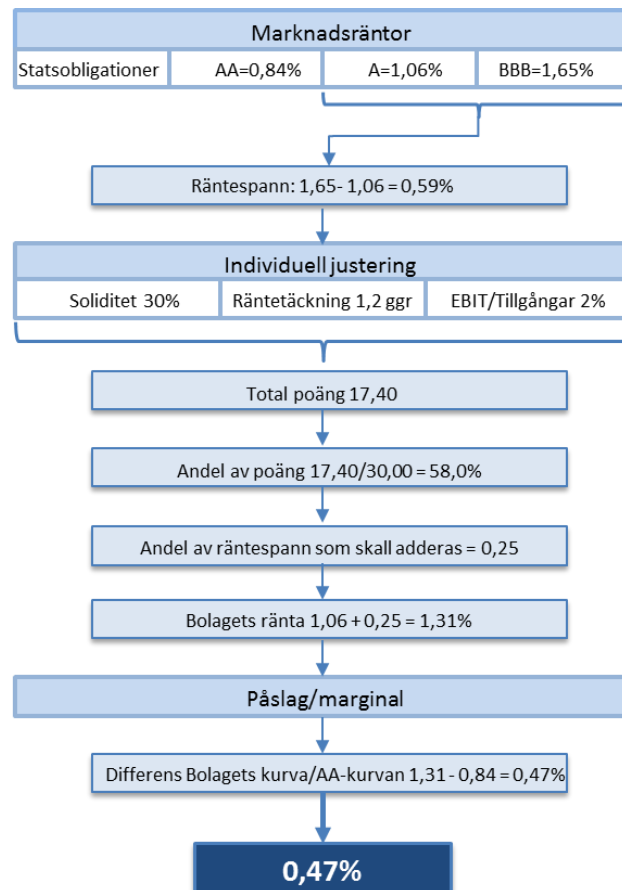 Marknadsräntor
Statsobligationer AA=0,84% A=1,06% BBB=1,65%
Räntespann: 1,65- 1,06 = 0,59%
Individuell justering
Soliditet 30% Räntetäckning 1,2 ggr EBIT/Tillgångar 2%
Total poäng 17,40
Andel av poäng 17,40/30,00 = 58,0%
Andel av räntespann som skall adderas = 0,25
Bolagets ränta 1,06 + 0,25 = 1,31%
Påslag/marginal
Differens Bolagets kurva/AA-kurvan 1,31 - 0,84 = 0,47%
0,47%